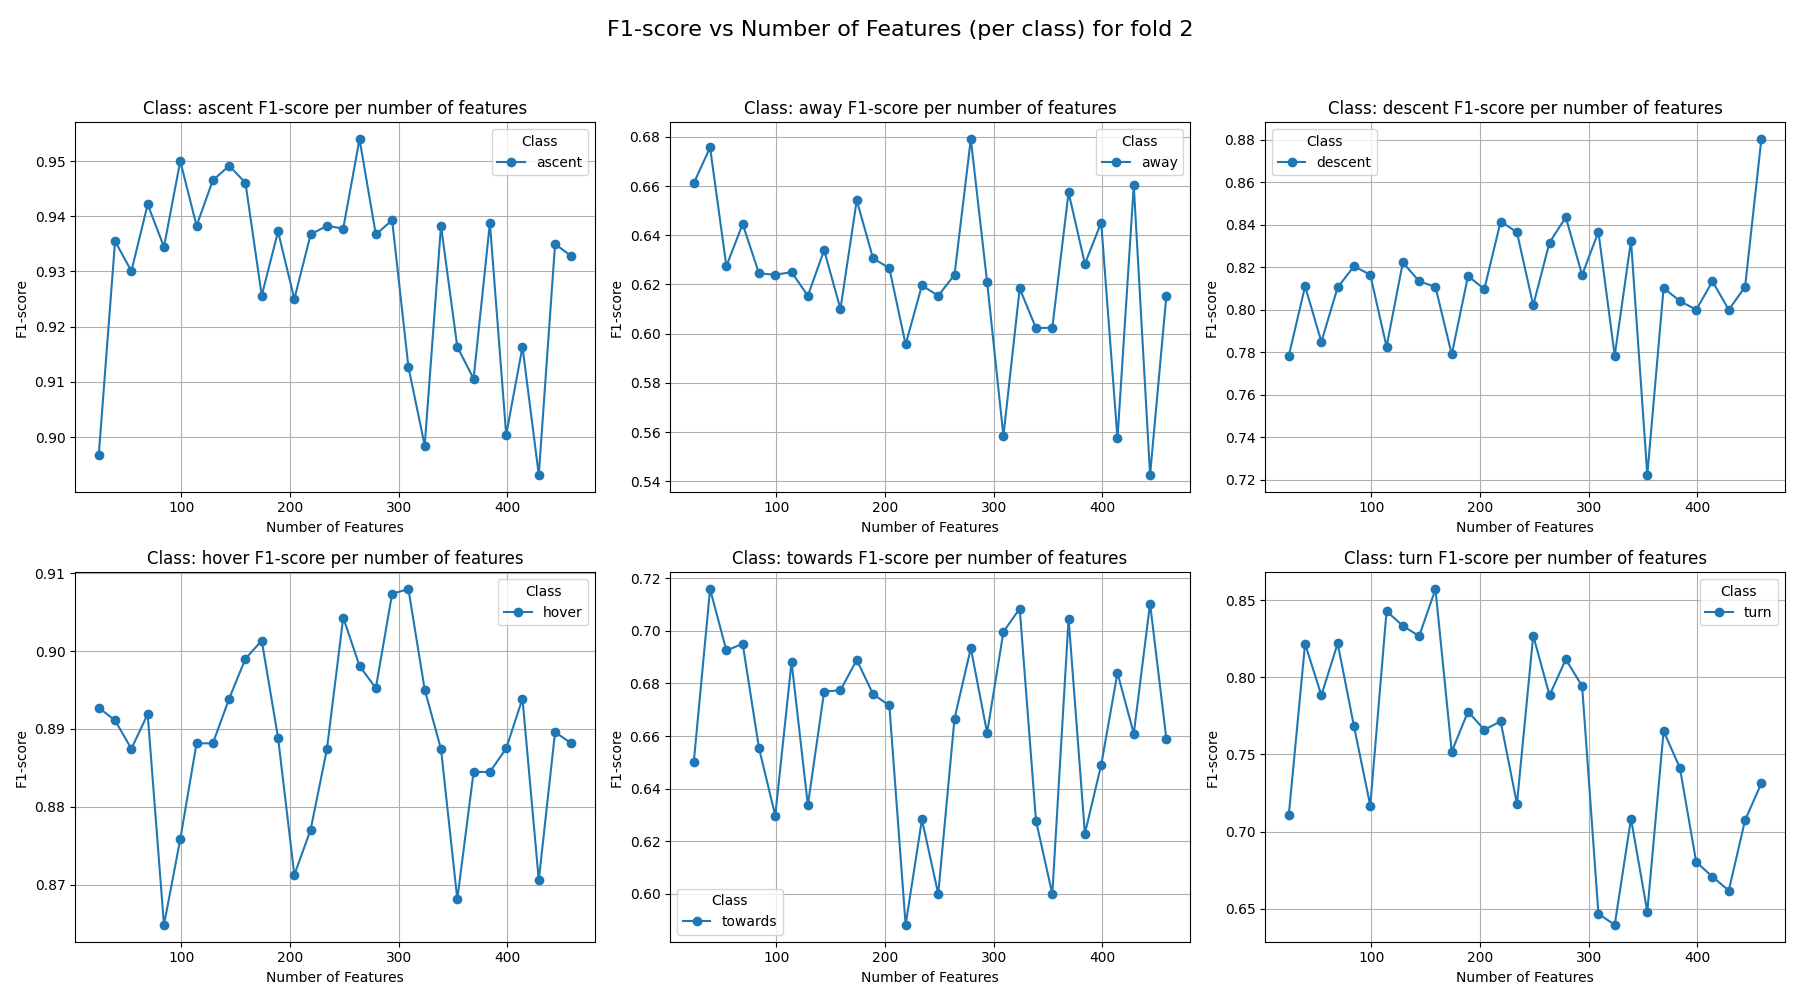 F1-score vs Number of Features (per class) for fold 2
Class: ascent F1-score per number of features
Class
ascent
0.95
0.94
0.93
0.92
0.91
0.90
F1-score
100 200 300 400
Number of Features
Class: away F1-score per number of features
Class
away
0.68
0.66
0.64
0.62
0.60
0.58
0.56
0.54
F1-score
100 200 300 400
Number of Features
Class: descent F1-score per number of features
Class
descent
0.88
0.86
0.84
0.82
0.80
0.78
0.76
0.74
0.72
F1-score
100 200 300 400
Number of Features
Class: hover F1-score per number of features
Class
hover
0.91
0.90
0.89
0.88
0.87
F1-score
100 200 300 400
Number of Features
Class: towards F1-score per number of features
0.72
0.70
0.68
0.66
0.64
0.62
0.60
F1-score
Class
towards
100 200 300 400
Number of Features
Class: turn F1-score per number of features
Class
turn
0.85
0.80
0.75
0.70
0.65
F1-score
100 200 300 400
Number of Features